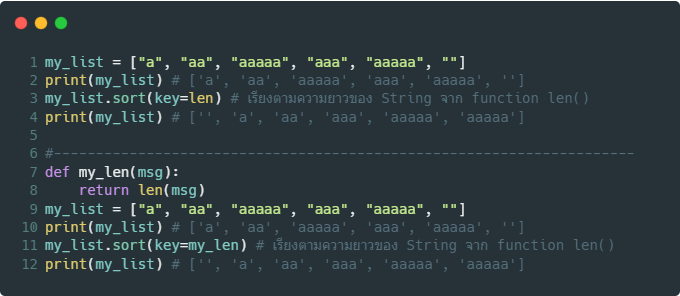 1 my_list = ["a", "aa", "aaaaa", "aaa", "aaaaa", ""]
2 print(my_list) # ['a', 'aa', 'aaaaa', 'aaa', 'aaaaa', '']
3 my_list.sort(key=len) # เรียงตามความยาวของ String จาก function len()
4 print(my_list) # ['', 'a', 'aa', 'aaa', 'aaaaa', 'aaaaa']
5
6 #---------------------------------------------------------------------
7 def my_len(msg):
8     return len(msg)
9 my_list = ["a", "aa", "aaaaa", "aaa", "aaaaa", ""]
10 print(my_list) # ['a', 'aa', 'aaaaa', 'aaa', 'aaaaa', '']
11 my_list.sort(key=my_len) # เรียงตามความยาวของ String จาก function len()
12 print(my_list) # ['', 'a', 'aa', 'aaa', 'aaaaa', 'aaaaa']